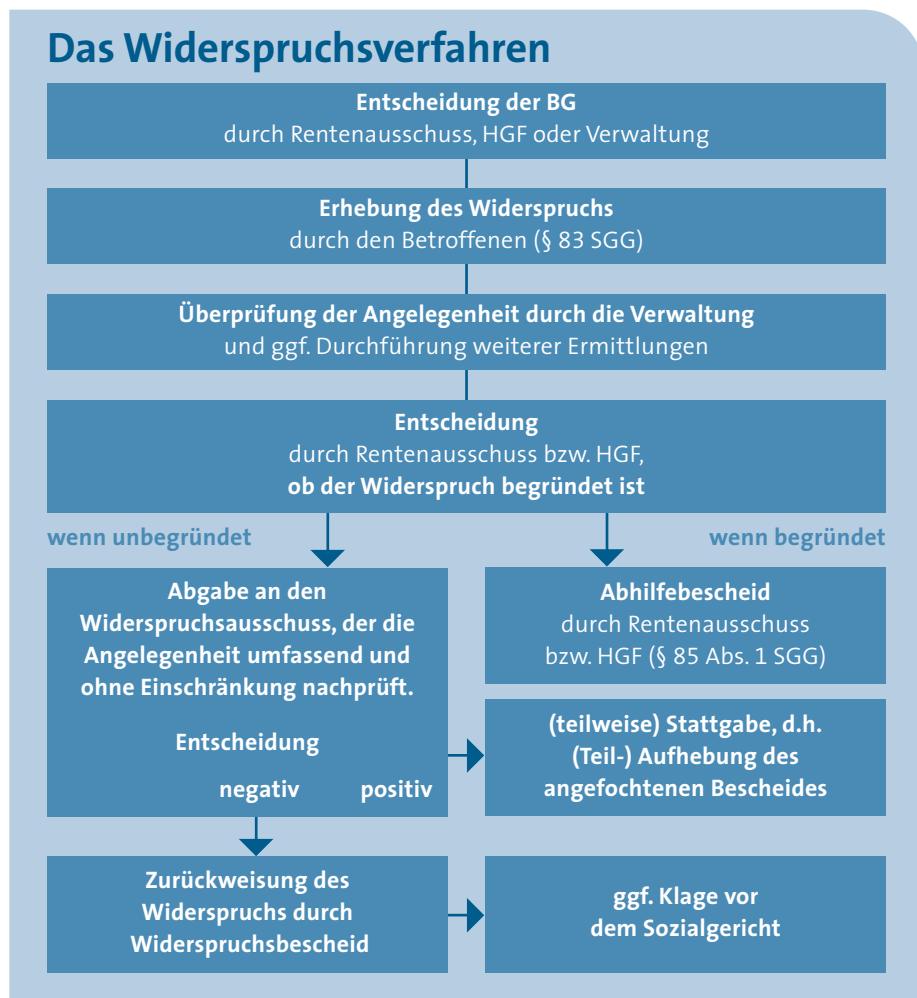 Das Widerspruchsverfahren
Entscheidung der BG
durch Rentenausschuss, HGF oder Verwaltung
Erhebung des Widerspruchs
durch den Betroffenen (§ 83 SGG)
Überprüfung der Angelegenheit durch die Verwaltung
und ggf. Durchführung weiterer Ermittlungen
Entscheidung
durch Rentenausschuss bzw. HGF,
ob der Widerspruch begründet ist
wenn unbegründet
wenn begründet
Abgabe an den
Widerspruchsausschuss, der die
Angelegenheit umfassend und
ohne Einschränkung nachprüft.
Entscheidung
negativ positiv
Abhilfebescheid
durch Rentenausschuss
bzw. HGF (§ 85 Abs. 1 SGG)
(teilweise) Stattgabe, d.h.
(Teil-) Aufhebung des
angefochtenen Bescheides
Zurückweisung des
Widerspruchs durch
Widerspruchsbescheid
ggf. Klage vor
dem Sozialgericht